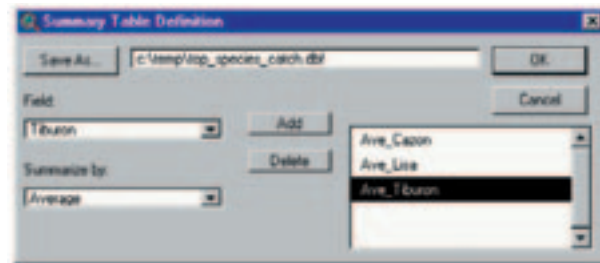 Summary Table Definition
Save As... c:\temp\top_species_catch.dbf OK
Cancel
Field:
Tiburon
Add
Delete
Summarize by:
Average
Ave_Cazon
Ave_Lisa
Ave_Tiburon